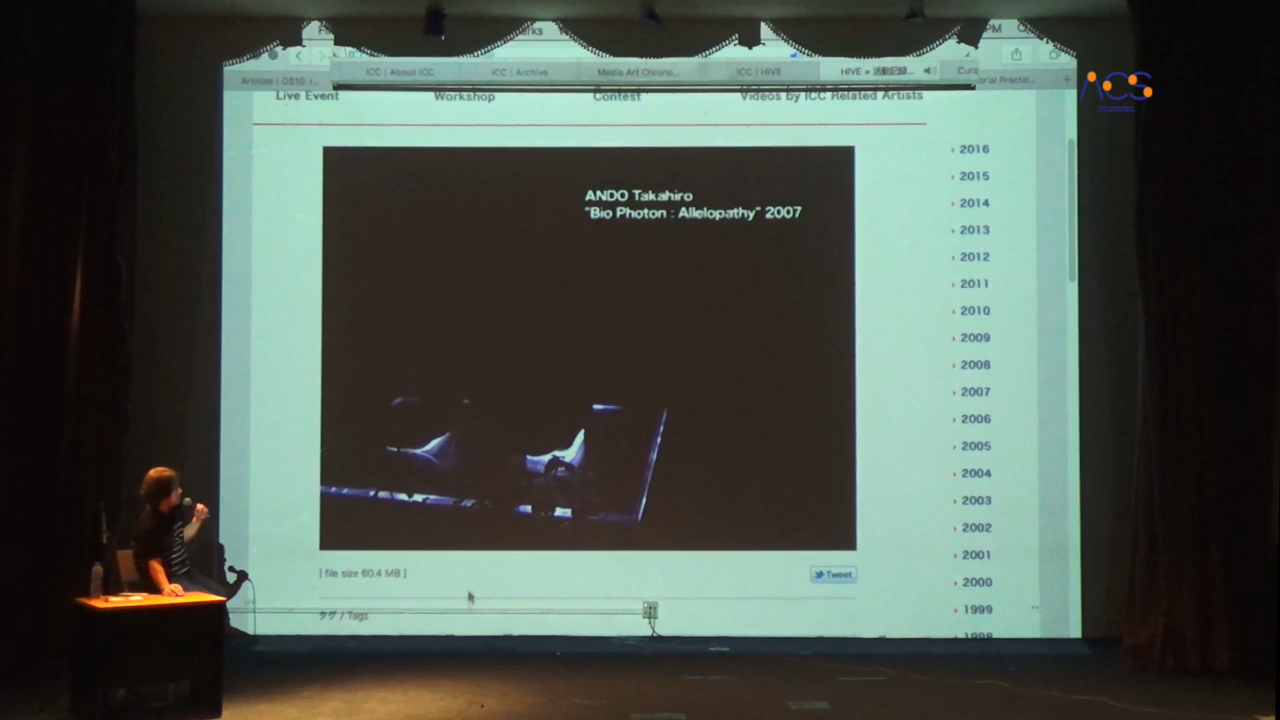 ICC | About ICC
ICC | Archive
Media Art Chrono...
ICC | HIVE
Live Event
Workshop
Contest
Videos by ICC Related Artists
ACS
ANDO Takahiro
"Bio Photon : Allelopathy" 2007
2016
2015
2014
2013
2012
2011
2010
2009
2008
2007
2006
2005
2004
2003
2002
2001
2000
1999
1998
[ file size 60.4 MB ]
Tweet
タグ / Tags